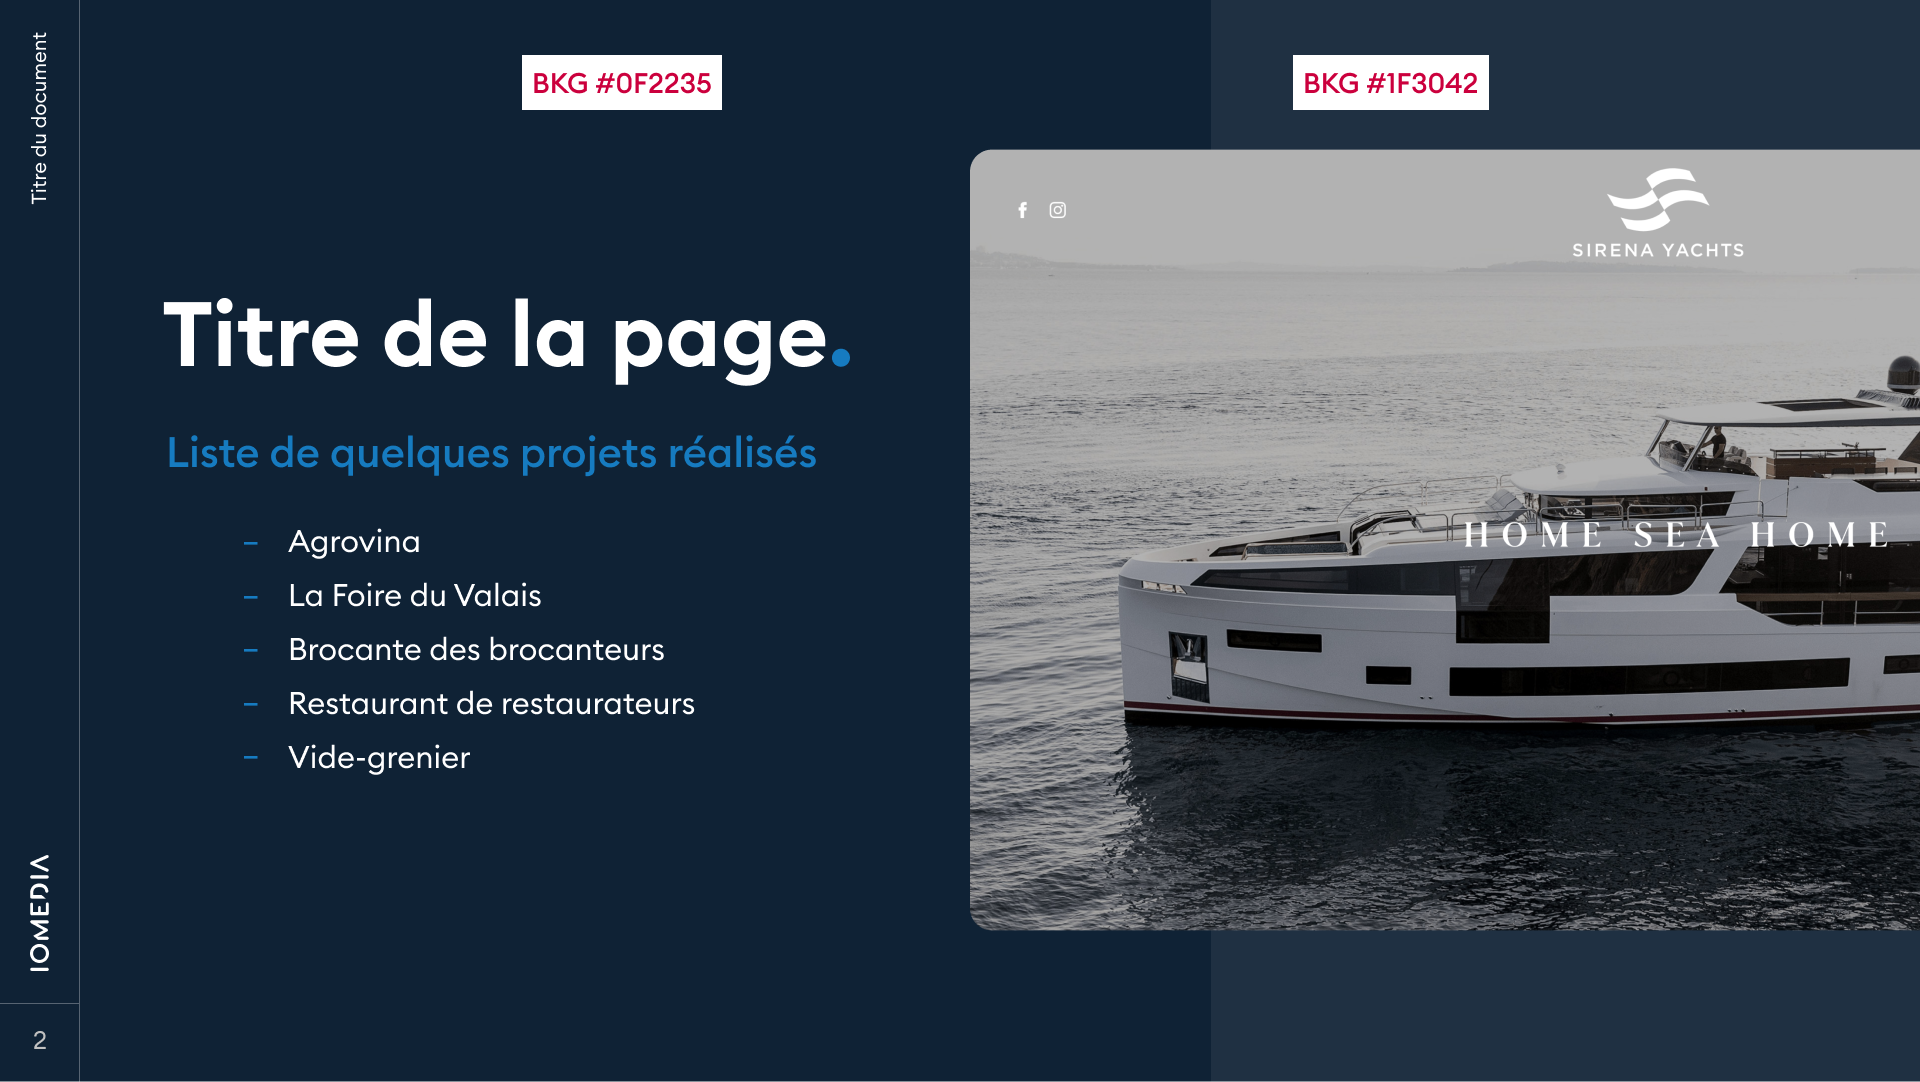 Titre du document
BKG #0F2235
BKG #1F3042
SIRENA YACHTS
Titre de la page.
Liste de quelques projets réalisés
– Agrovina
– La Foire du Valais
– Brocante des brocanteurs
– Restaurant de restaurateurs
– Vide-grenier
HOME SEA HOME
IOMEDIA
2